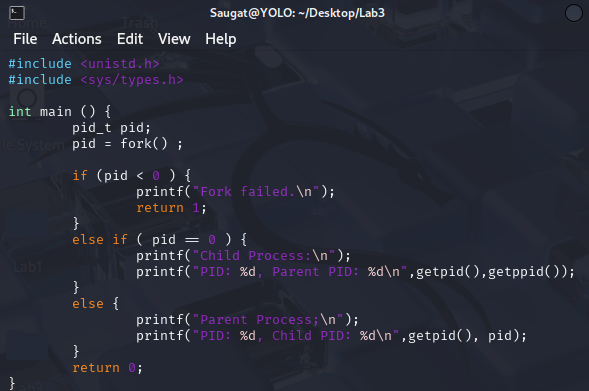 Saugat@YOLO: ~/Desktop/Lab3
File Actions Edit View Help
#include <unistd.h>
#include <sys/types.h>
int main () {
pid_t pid;
pid = fork() ;
if (pid < 0 ) {
printf("Fork failed.\n");
return 1;
}
else if ( pid == 0 ) {
printf("Child Process:\n");
printf("PID: %d, Parent PID: %d\n",getpid(),getppid());
}
else {
printf("Parent Process;\n");
printf("PID: %d, Child PID: %d\n",getpid(), pid);
}
return 0;
}
Trash
Lab1